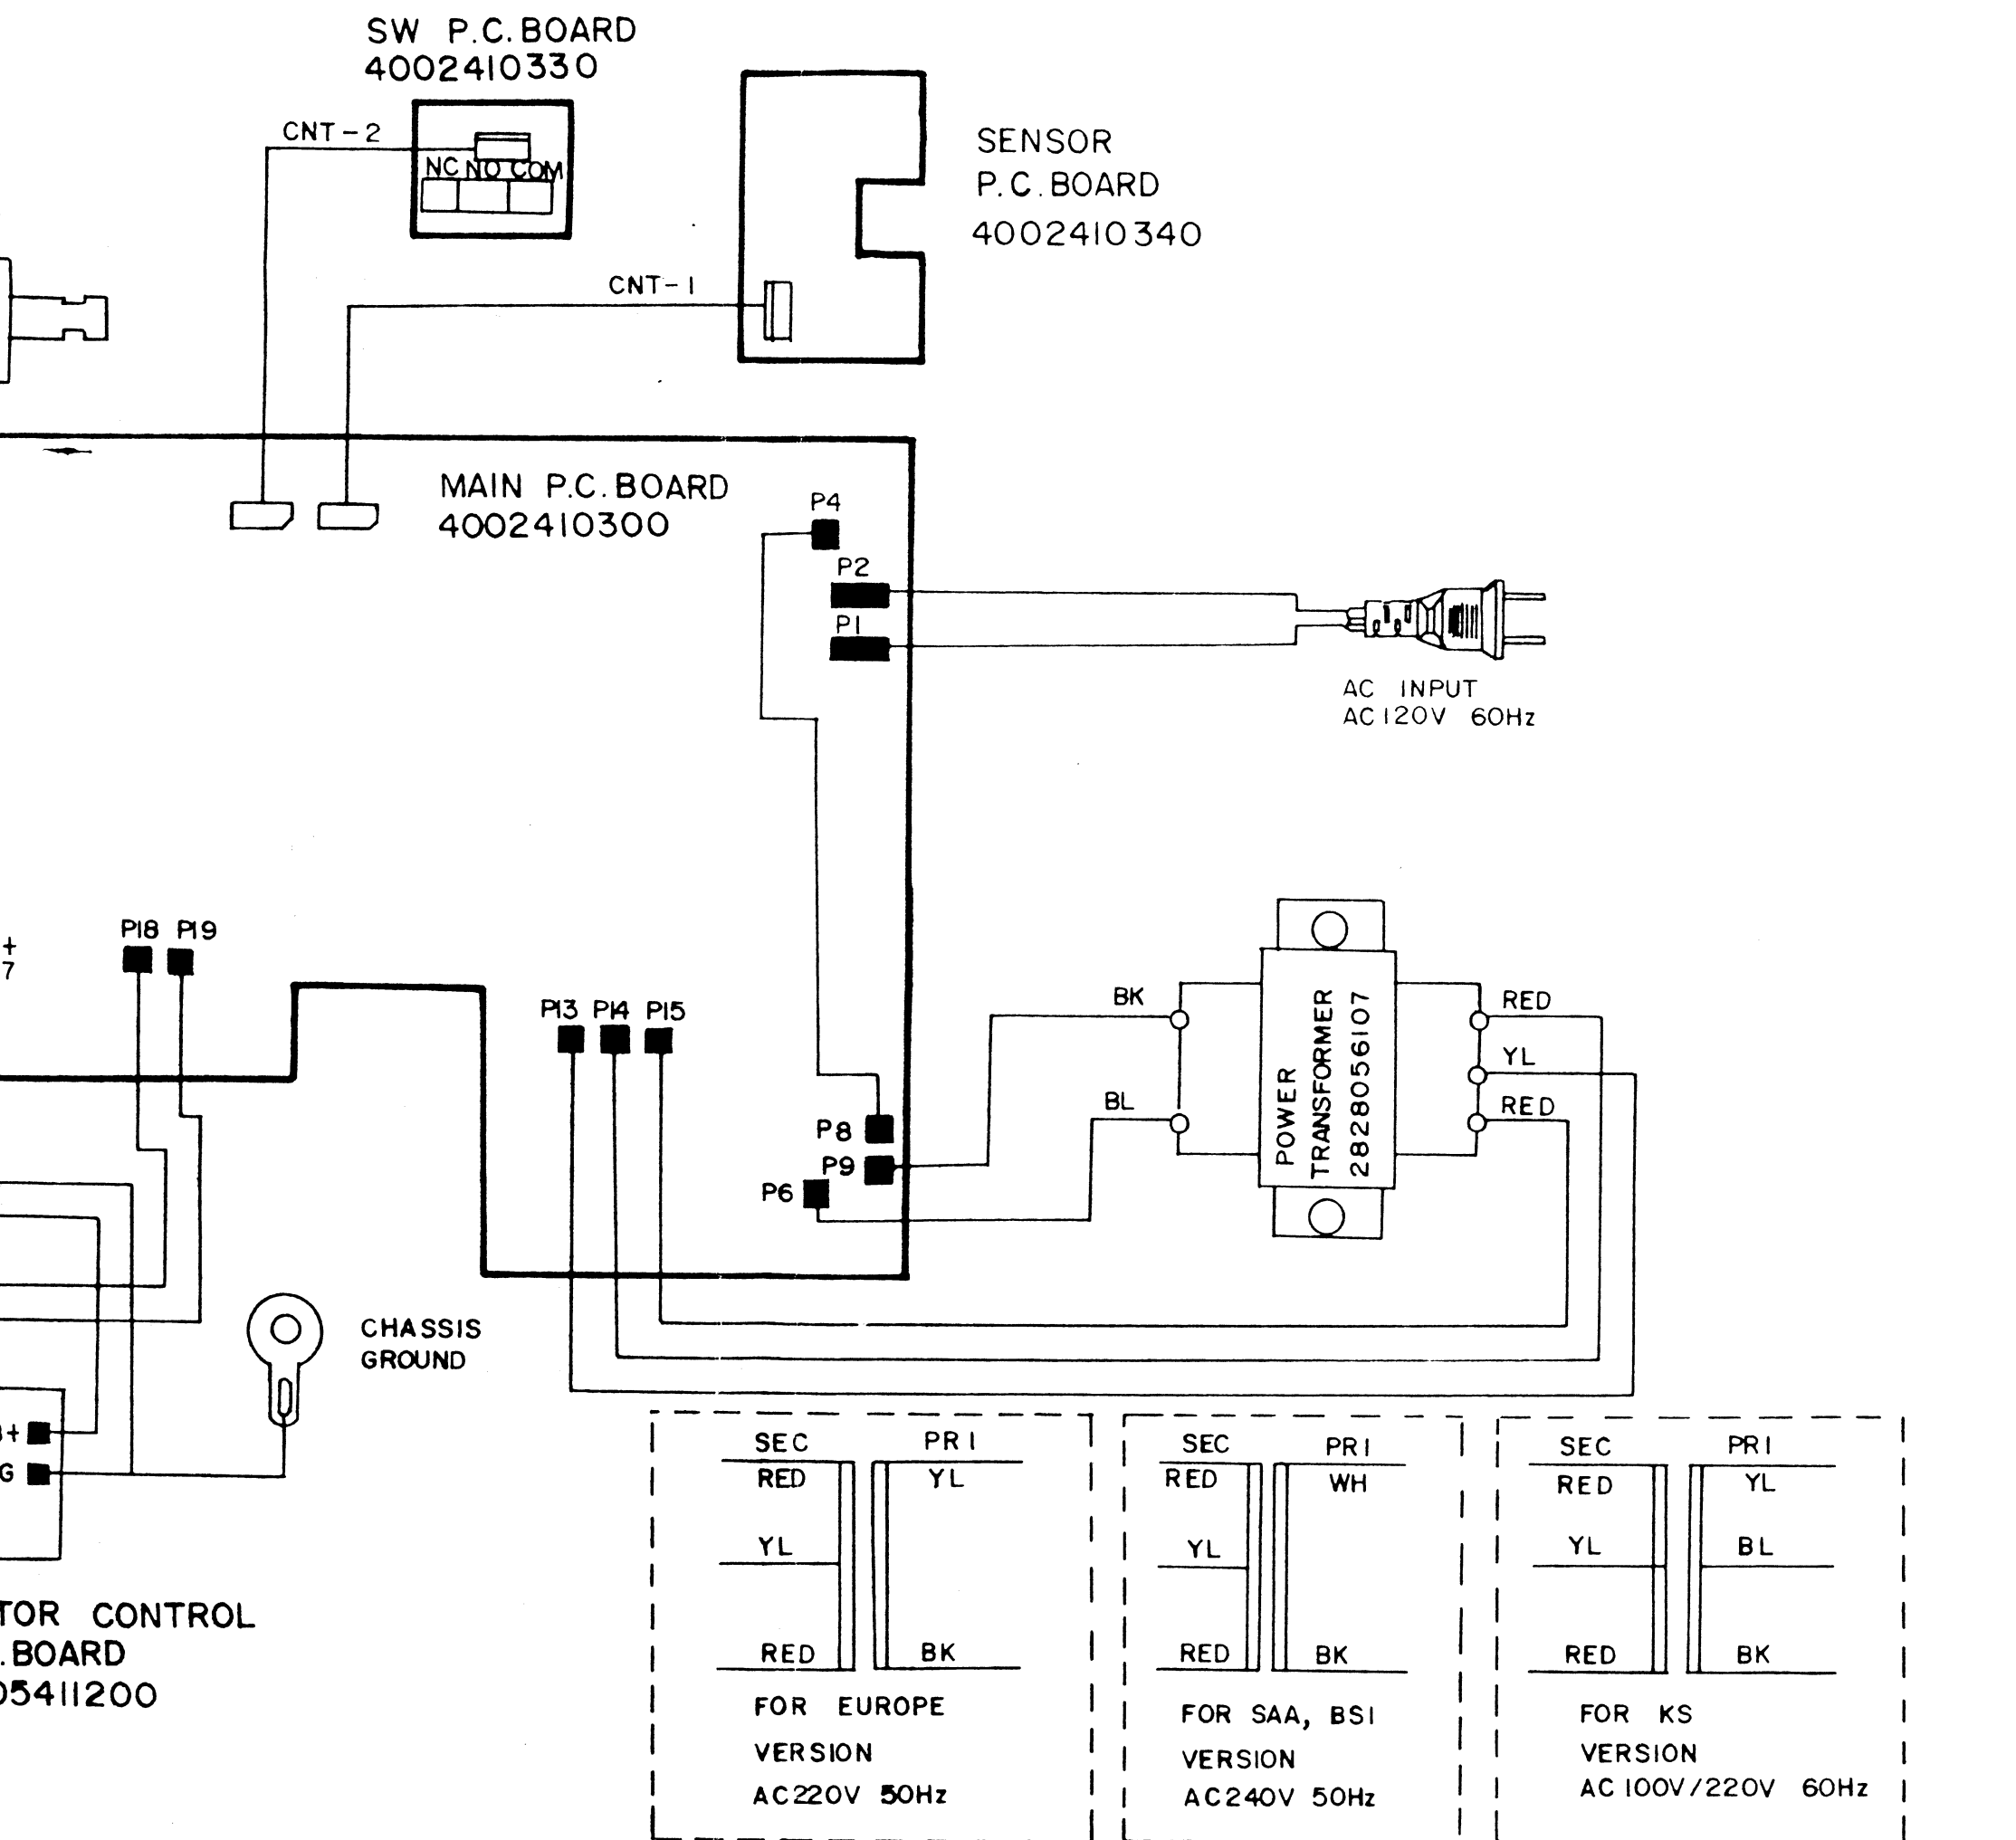 SW P.C.BOARD
4002410330
CNT-2
NC NO COM
SENSOR
P.C.BOARD
4002410340
CNT-1
MAIN P.C.BOARD
4002410300
P4
P2
P1
AC INPUT
AC120V 60Hz
P18 P19
+
7
P13 P14 P15
BK
BL
POWER
TRANSFORMER
2828056107
RED
YL
RED
P8
P9
P6
CHASSIS
GROUND
+
G
TOR CONTROL
.BOARD
05411200
SEC PRI
RED YL
YL
RED BK
FOR EUROPE
VERSION
AC220V 50Hz
SEC PRI
RED WH
YL
RED BK
FOR SAA, BSI
VERSION
AC240V 50Hz
SEC PRI
RED YL
YL BL
RED BK
FOR KS
VERSION
AC100V/220V 60Hz